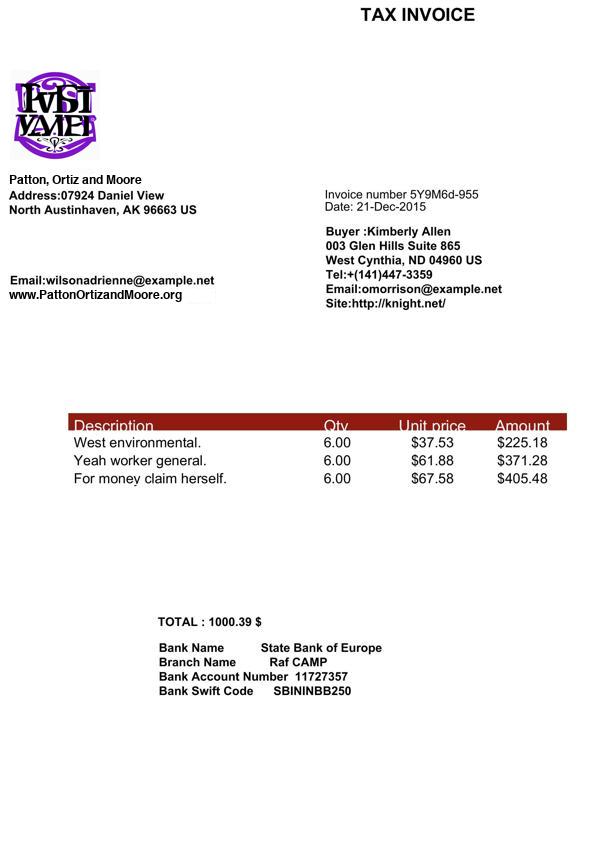 TAX INVOICE
Patton, Ortiz and Moore
Address:07924 Daniel View
North Austinhaven, AK 96663 US
Email:wilsonadrienne@example.net
www.PattonOrtizandMoore.org
Invoice number 5Y9M6d-955
Date: 21-Dec-2015
Buyer :Kimberly Allen
003 Glen Hills Suite 865
West Cynthia, ND 04960 US
Tel:+(141)447-3359
Email:omorrison@example.net
Site:http://knight.net/
Description Qty Unit price Amount
West environmental. 6.00 $37.53 $225.18
Yeah worker general. 6.00 $61.88 $371.28
For money claim herself. 6.00 $67.58 $405.48
TOTAL : 1000.39 $
Bank Name State Bank of Europe
Branch Name Raf CAMP
Bank Account Number 11727357
Bank Swift Code SBININBB250